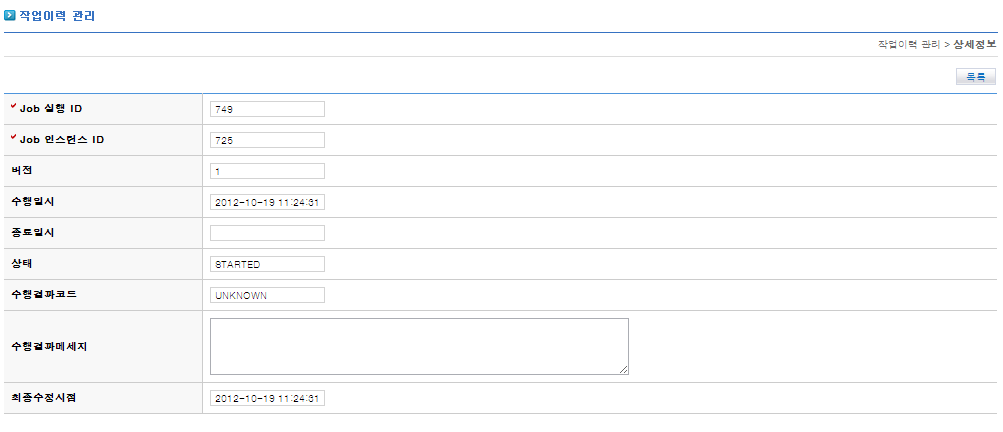 작업이력 관리
작업이력 관리 > 상세정보
목록
Job 실행 ID 749
Job 인스턴스 ID 725
버전 1
수행일시 2012-10-19 11:24:31
종료일시
상태 STARTED
수행결과코드 UNKNOWN
수행결과메세지
최종수정시점 2012-10-19 11:24:31